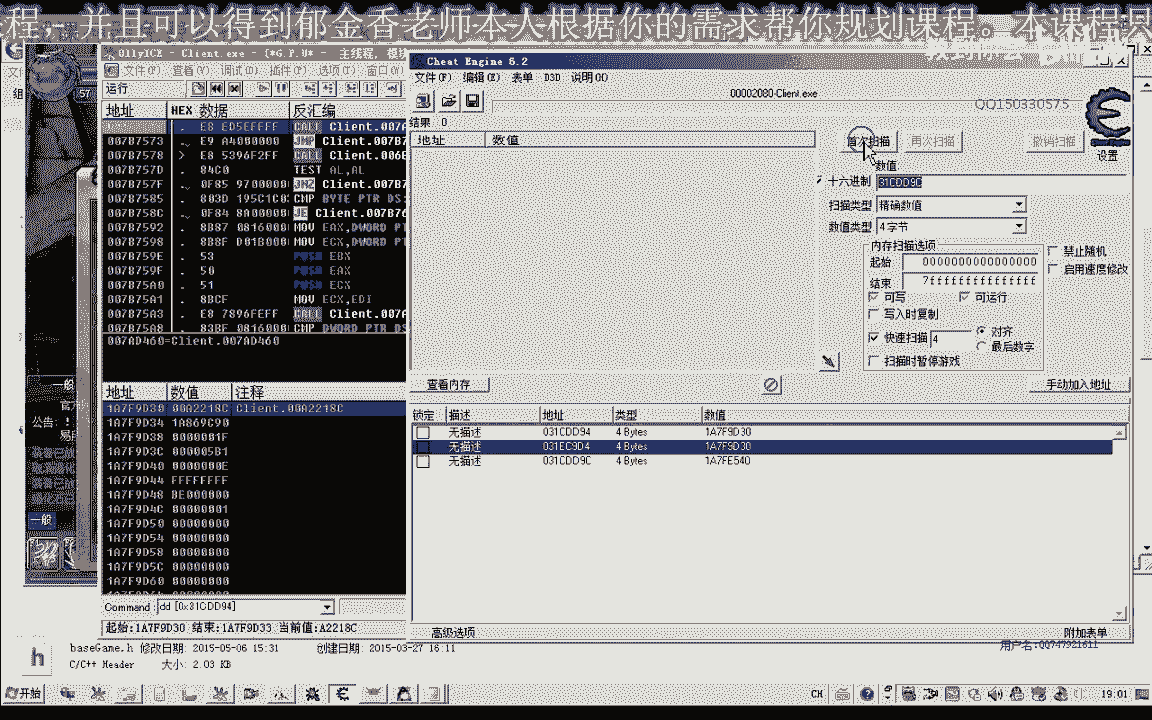 程，并且可以得到郁金香老师本人根据你的需求帮你规划课程。本课程只
OllyICE - Client.exe - [*G.P.U* - 主线程, 模块
文件(F) 查看(V) 调试(D) 插件(P) 选项(T) 窗口(W)
运行
地址 HEX 数据 反汇编
E8 ED5EFFFF CALL Client.007A
007B7573 . E9 A4000000 JMP Client.007B7
007B7578 > E8 5396F2FF CALL Client.006E
007B757D . 84C0 TEST AL,AL
007B757F . 0F85 97000000 JNZ Client.007B7
007B7585 . 803D 195C1C0 CMP BYTE PTR DS:
007B758C . 0F84 8A000000 JE Client.007B76
007B7592 . 8B87 08160000 MOV EAX,DWORD PT
007B7598 . 8B8F D01B0000 MOV ECX,DWORD PT
007B759E . 53 PUSH EBX
007B759F . 50 PUSH EAX
007B75A0 . 51 PUSH ECX
007B75A1 . 8BCF MOV ECX,EDI
007B75A3 . E8 7896FEFF CALL Client.007A
007B75A8 . 83BF 08160000 CMP DWORD PTR DS
007AD460=Client.007AD460
地址 数值 注释
1A7F9D30 00A2218C Client.00A2218C
1A7F9D34 1A869C90
1A7F9D38 0000081F
1A7F9D3C 000005B1
1A7F9D40 0000000E
1A7F9D44 FFFFFFFF
1A7F9D48 BE000000
1A7F9D4C 00000001
1A7F9D50 00000000
1A7F9D54 00000000
1A7F9D58 00000000
1A7F9D5C 00000000
1A7F9D60 00000000
Command: dd [0x31CDD94]
起始:1A7F9D30 结束:1A7F9D33 当前值:A2218C
Cheat Engine 6.2
文件(F) 编辑(E) 表单 D3D 说明(H)
00002080-Client.exe
QQ150330575
结果: 0
地址 数值
首次扫描 再次扫描 撤销扫描
设置
数值
十六进制 31CDD9C
扫描类型 精确数值
数值类型 4 字节
内存扫描选项
起始 0000000000000000
结束 7fffffffffffffff
可写 可运行
写入时复制
快速扫描 4 对齐
最后数字
扫描时暂停游戏
禁止随机
启用速度修改
查看内存 手动加入地址
锁定 描述 地址 类型 数值
无描述 031CDD94 4 Bytes 1A7F9D30
无描述 031EC9D4 4 Bytes 1A7F9D30
无描述 031CDD9C 4 Bytes 1A7FE540
高级选项 附加表单
用户名:QQ747921611
57
一般
公告:
一般
h
baseGame.h 修改日期: 2015-05-06 15:31 创建日期: 2015-03-27 16:11
C/C++ Header 大小: 2.03 KB
开始 CH 19:01